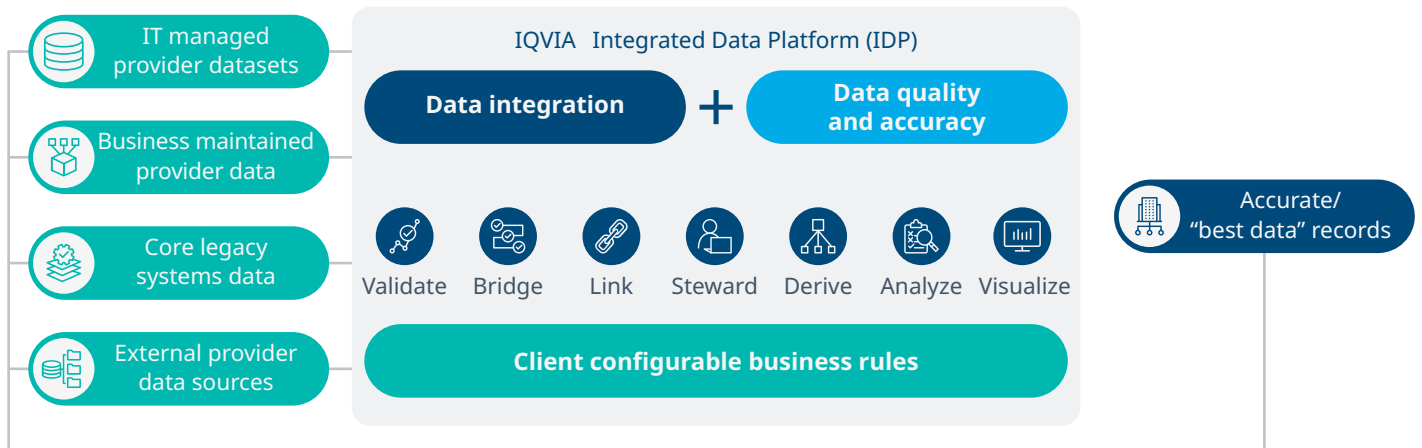 IT managed
provider datasets
Business maintained
provider data
Core legacy
systems data
External provider
data sources
IQVIA Integrated Data Platform (IDP)
Data integration
+
Data quality
and accuracy
Validate
Bridge
Link
Steward
Derive
Analyze
Visualize
Client configurable business rules
Accurate/
“best data” records